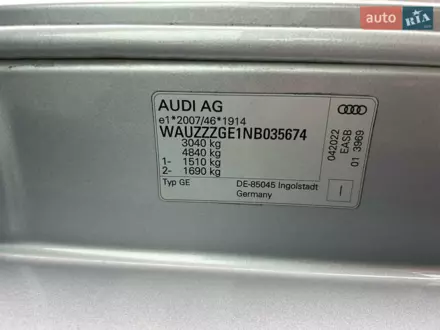 auto RIA.com
AUDI AG
e1*2007/46*1914
WAUZZZGE1NB035674
3040 kg
4840 kg
1- 1510 kg
2- 1690 kg
Typ GE
DE-85045 Ingolstadt
Germany
042022
EASB
01 3969
I